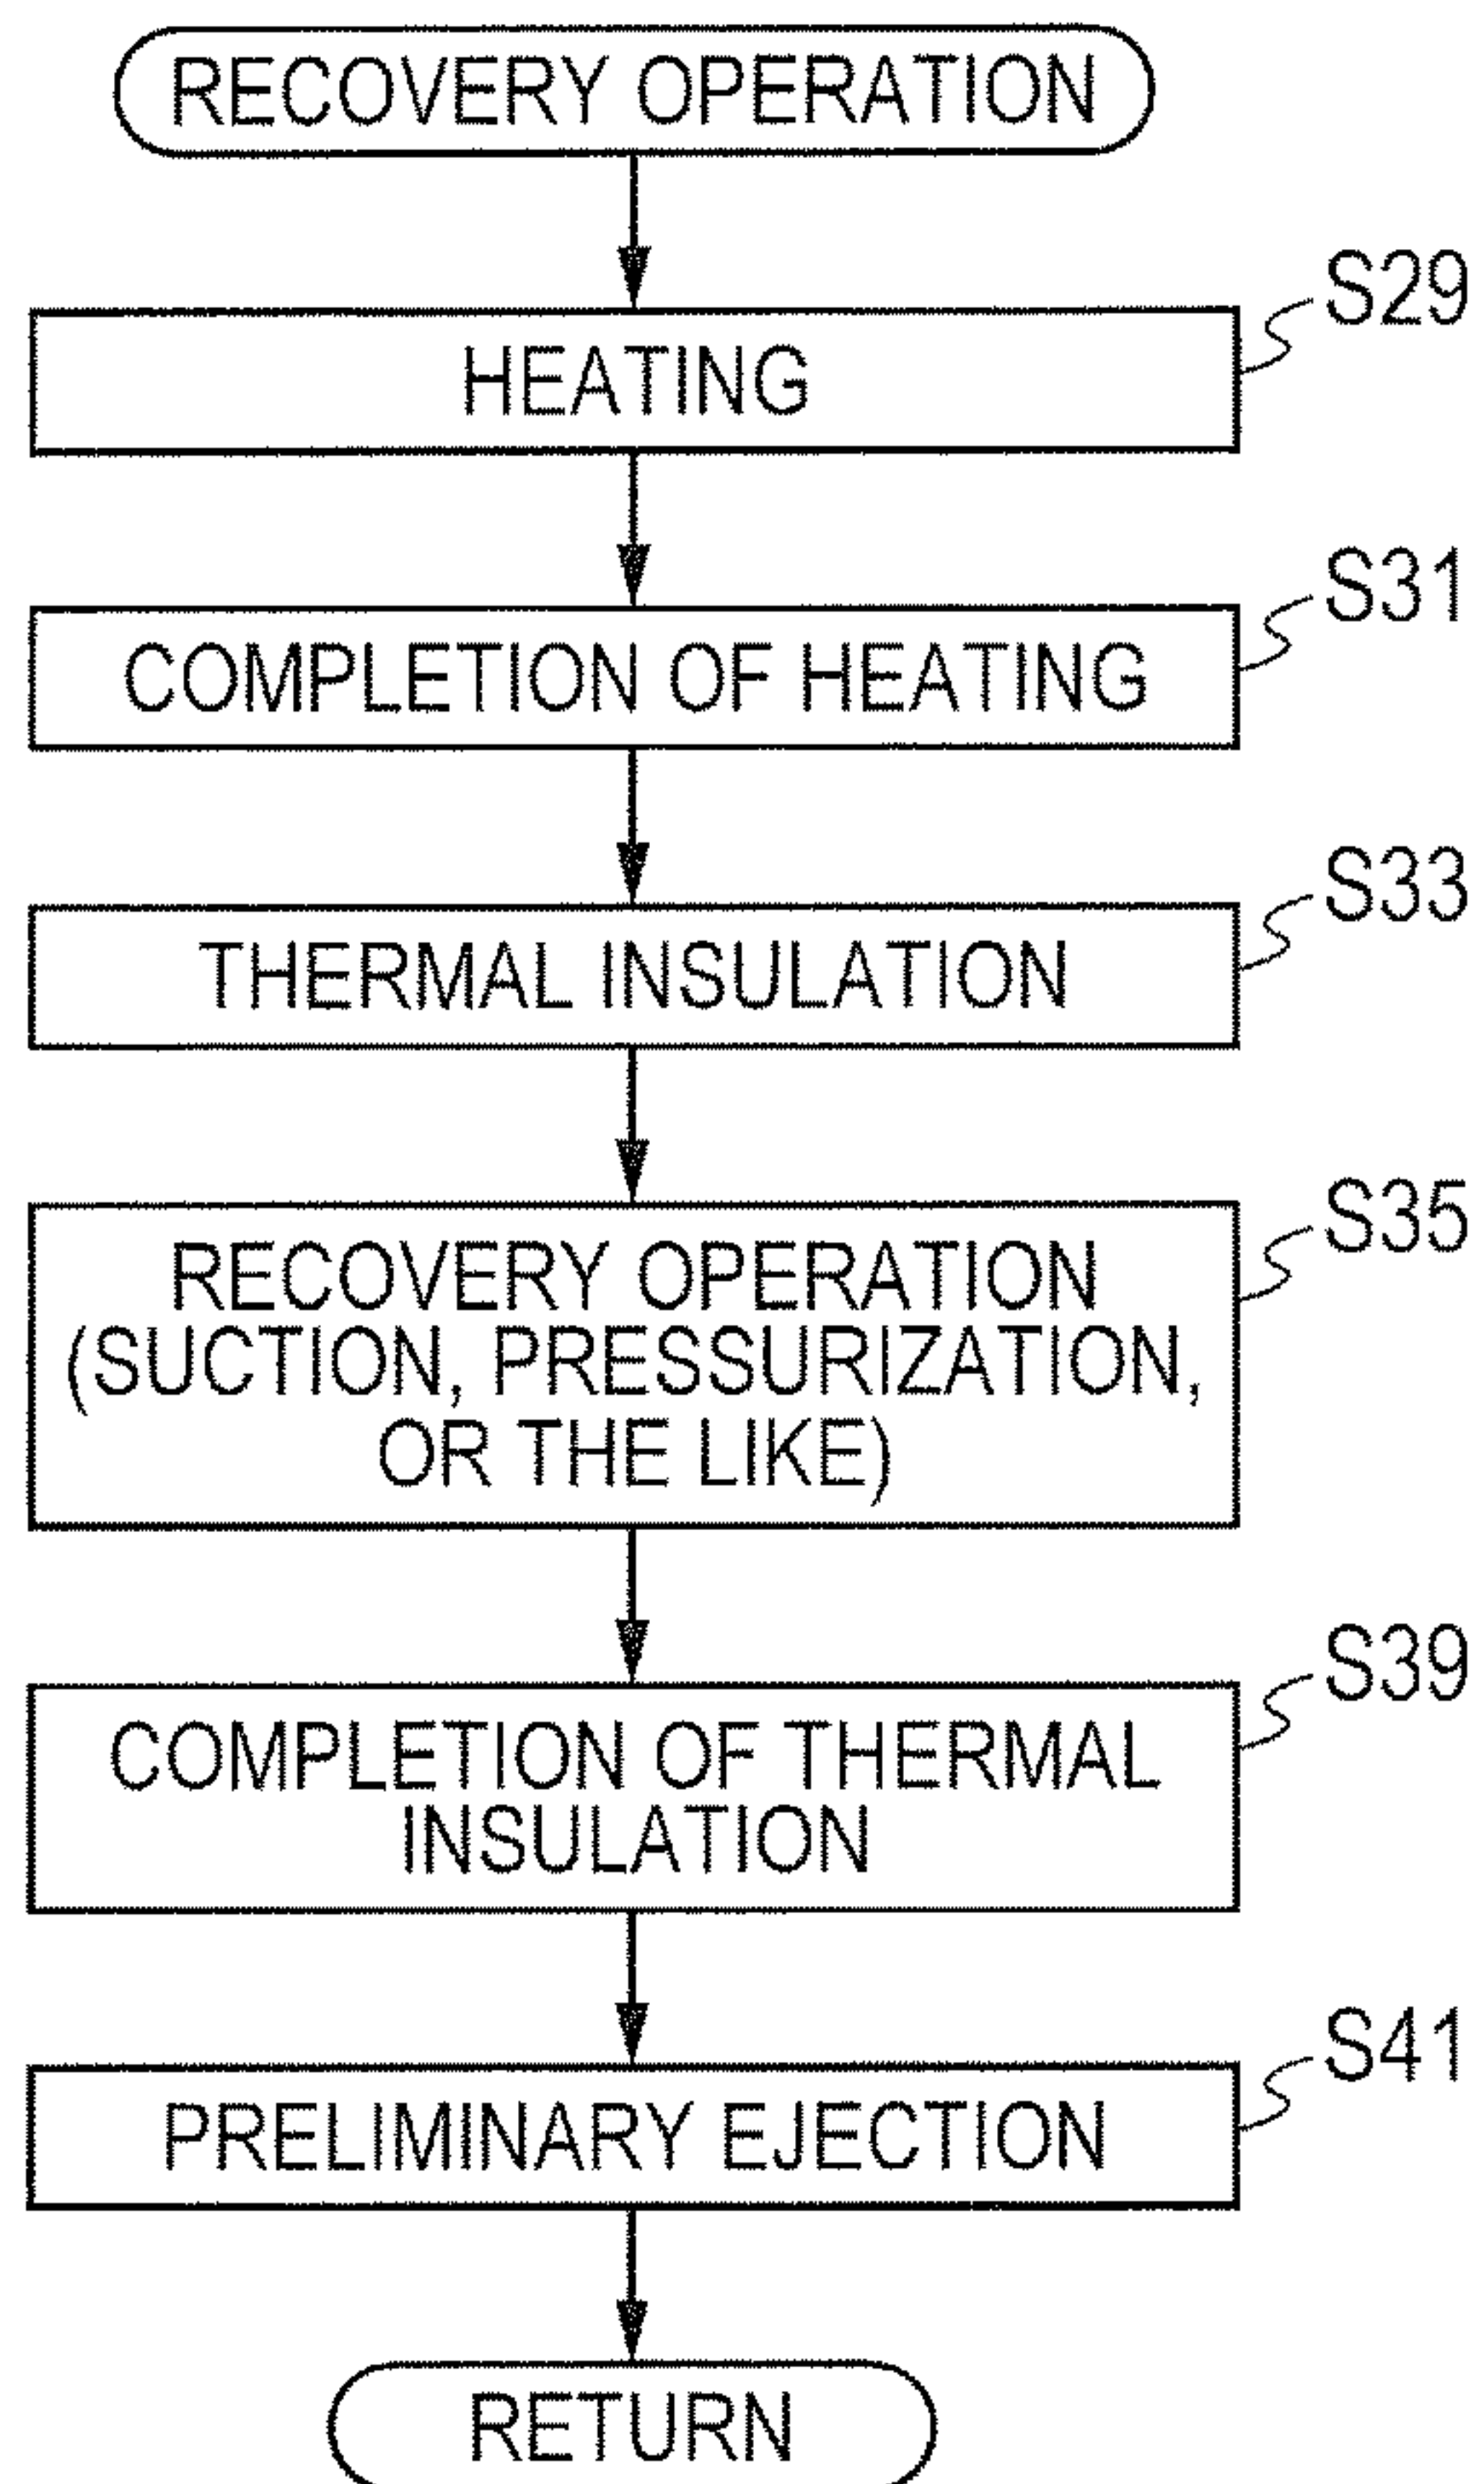 RECOVERY OPERATION
S29
HEATING
S31
COMPLETION OF HEATING
S33
THERMAL INSULATION
S35
RECOVERY OPERATION
(SUCTION, PRESSURIZATION,
OR THE LIKE)
S39
COMPLETION OF THERMAL
INSULATION
S41
PRELIMINARY EJECTION
RETURN